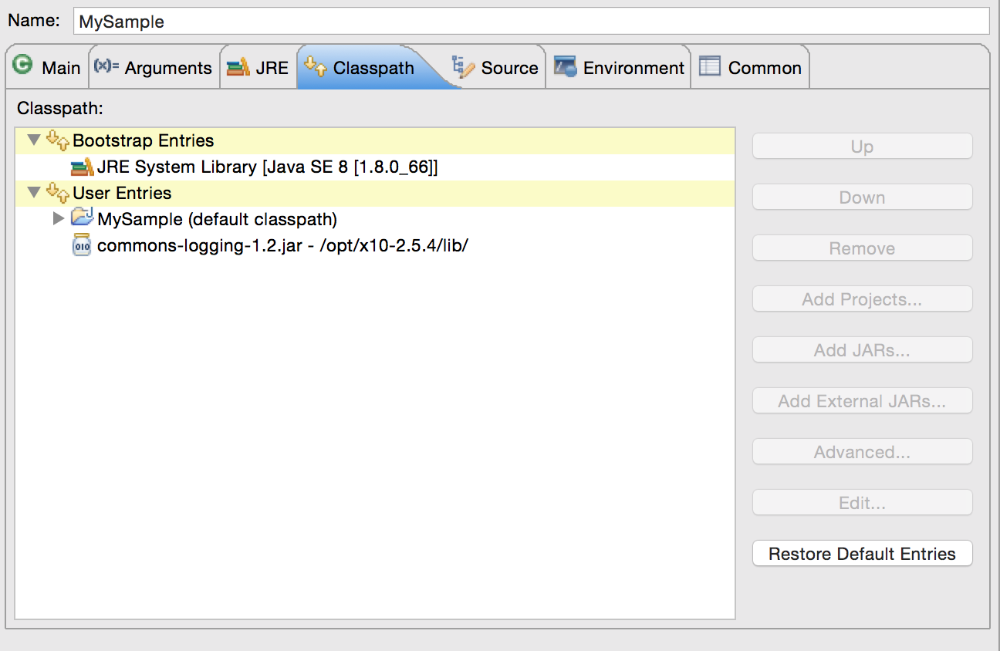 Name: MySample
Main (x)= Arguments JRE Classpath Source Environment Common
Classpath:
Bootstrap Entries
JRE System Library [Java SE 8 [1.8.0_66]]
User Entries
MySample (default classpath)
010 commons-logging-1.2.jar - /opt/x10-2.5.4/lib/
Up
Down
Remove
Add Projects...
Add JARs...
Add External JARs...
Advanced...
Edit...
Restore Default Entries